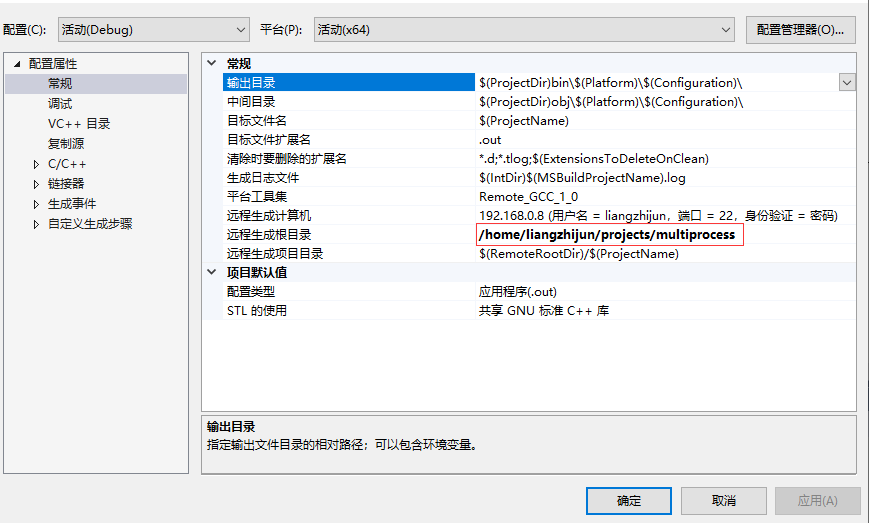 配置(C): 活动(Debug) 平台(P): 活动(x64) 配置管理器(O)...
配置属性
常规
调试
VC++ 目录
复制源
C/C++
链接器
生成事件
自定义生成步骤
常规
输出目录 $(ProjectDir)bin\$(Platform)\$(Configuration)\
中间目录 $(ProjectDir)obj\$(Platform)\$(Configuration)\
目标文件名 $(ProjectName)
目标文件扩展名 .out
清除时要删除的扩展名 *.d;*.tlog;$(ExtensionsToDeleteOnClean)
生成日志文件 $(IntDir)$(MSBuildProjectName).log
平台工具集 Remote_GCC_1_0
远程生成计算机 192.168.0.8 (用户名 = liangzhijun，端口 = 22，身份验证 = 密码)
远程生成根目录 /home/liangzhijun/projects/multiprocess
远程生成项目目录 $(RemoteRootDir)/$(ProjectName)
项目默认值
配置类型 应用程序(.out)
STL 的使用 共享 GNU 标准 C++ 库
输出目录
指定输出文件目录的相对路径；可以包含环境变量。
确定 取消 应用(A)